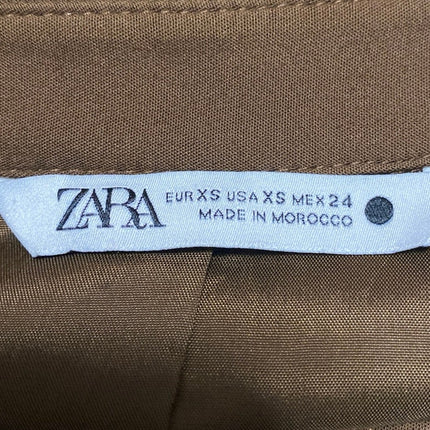 ZARA
EUR XS USA XS MEX 24
MADE IN MOROCCO